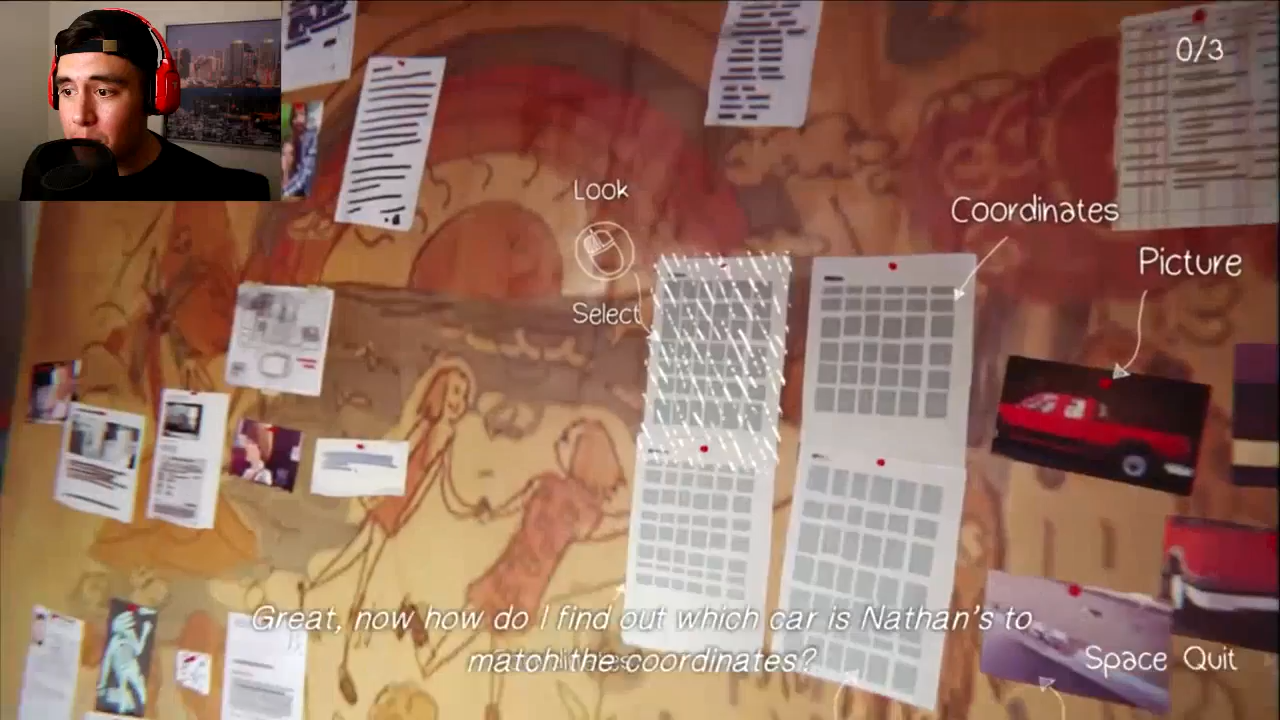 0/3
Look
Coordinates
Picture
Select
Great, now how do I find out which car is Nathan's to
match the coordinates?
Space Quit